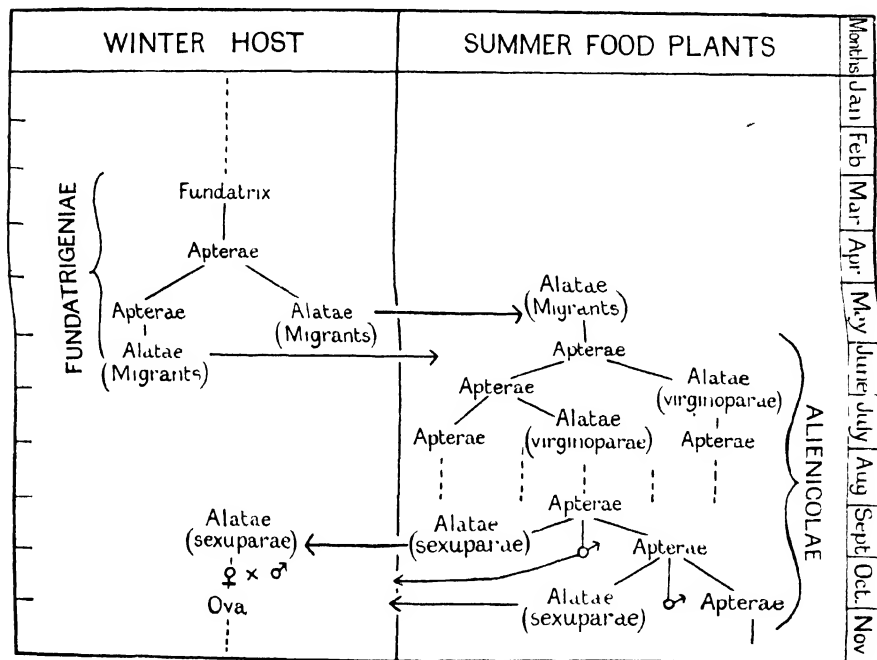 WINTER HOST
SUMMER FOOD PLANTS
Months
Jan
Feb
Mar
Apr
May
June
July
Aug
Sept
Oct.
Nov
FUNDATRIGENIAE
Fundatrix
Apterae
Apterae
Alatae
(Migrants)
Alatae
(Migrants)
Alatae
(Migrants)
Apterae
Apterae
Alatae
(virginoparae)
Apterae
Alatae
(virginoparae)
Apterae
ALIENICOLAE
Apterae
Alatae
(sexuparae)
Alatae
(sexuparae)
♂
Apterae
♀ × ♂
Ova
Alatae
(sexuparae)
♂
Apterae